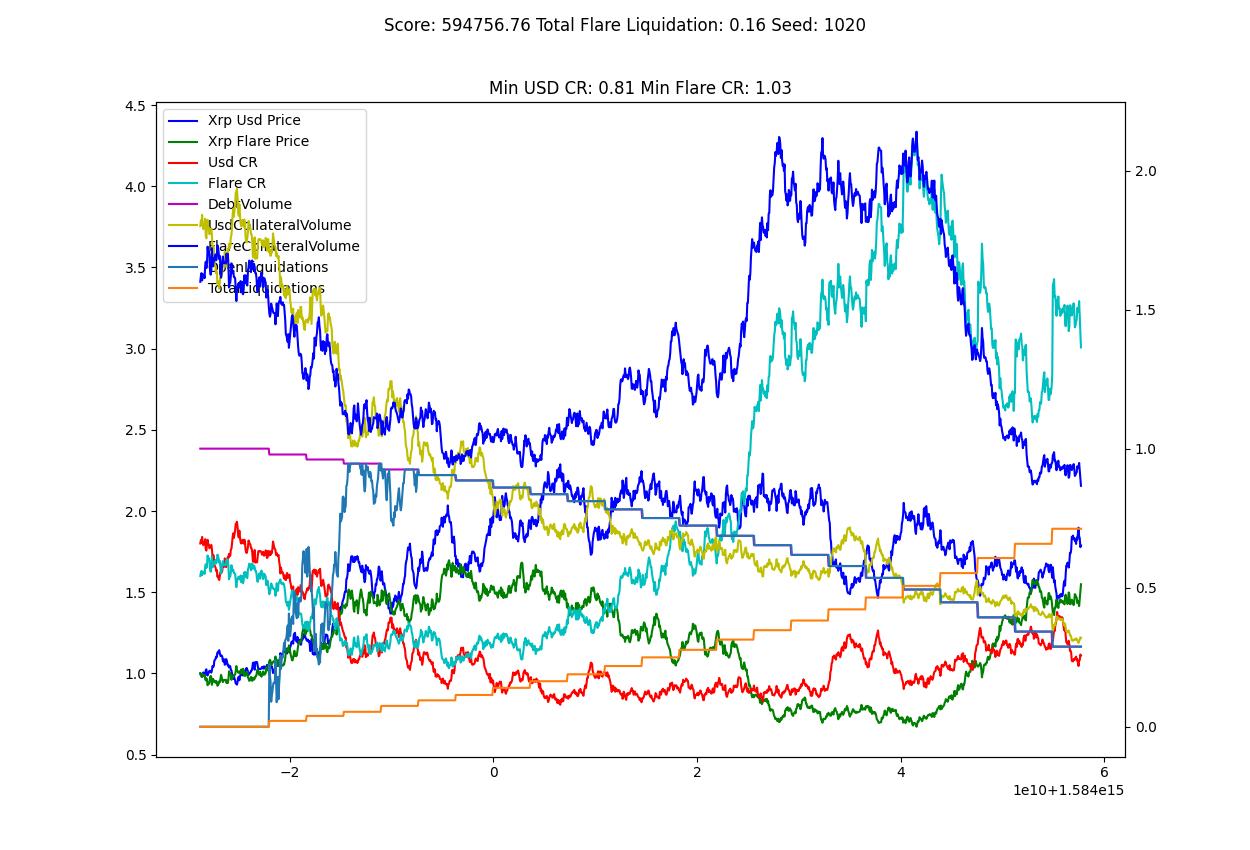 Score: 594756.76 Total Flare Liquidation: 0.16 Seed: 1020
Min USD CR: 0.81 Min Flare CR: 1.03
4.5
4.0
3.5
3.0
2.5
2.0
1.5
1.0
0.5
Xrp Usd Price
Xrp Flare Price
Usd CR
Flare CR
Debt Volume
UsdCollateralVolume
FlareCollateralVolume
OpenLiquidations
TotalLiquidations
2.0
1.5
1.0
0.5
0.0
−2
0
2
4
6
1e10+1.584e15